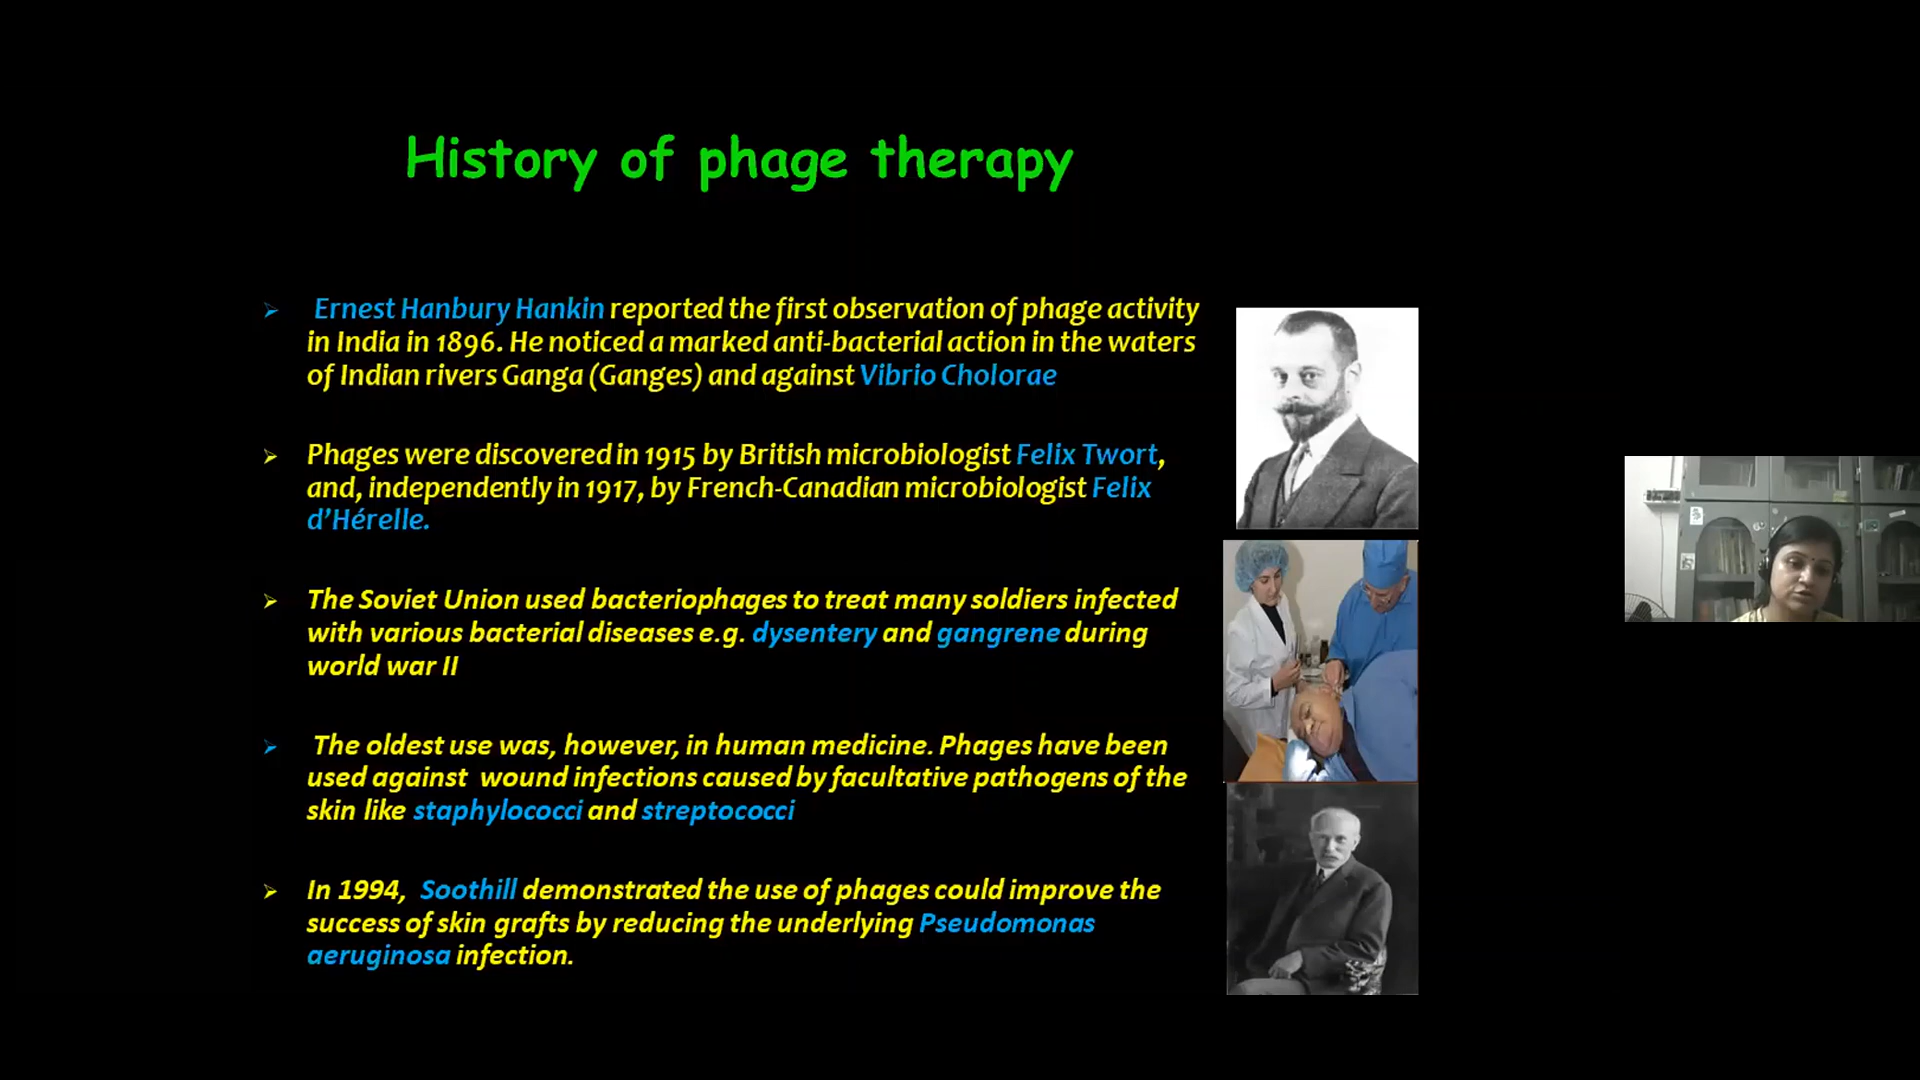 History of phage therapy
Ernest Hanbury Hankin reported the first observation of phage activity
in India in 1896. He noticed a marked anti-bacterial action in the waters
of Indian rivers Ganga (Ganges) and against Vibrio Cholorae
Phages were discovered in 1915 by British microbiologist Felix Twort,
and, independently in 1917, by French-Canadian microbiologist Felix
d’Hérelle.
The Soviet Union used bacteriophages to treat many soldiers infected
with various bacterial diseases e.g. dysentery and gangrene during
world war II
The oldest use was, however, in human medicine. Phages have been
used against wound infections caused by facultative pathogens of the
skin like staphylococci and streptococci
In 1994, Soothill demonstrated the use of phages could improve the
success of skin grafts by reducing the underlying Pseudomonas
aeruginosa infection.